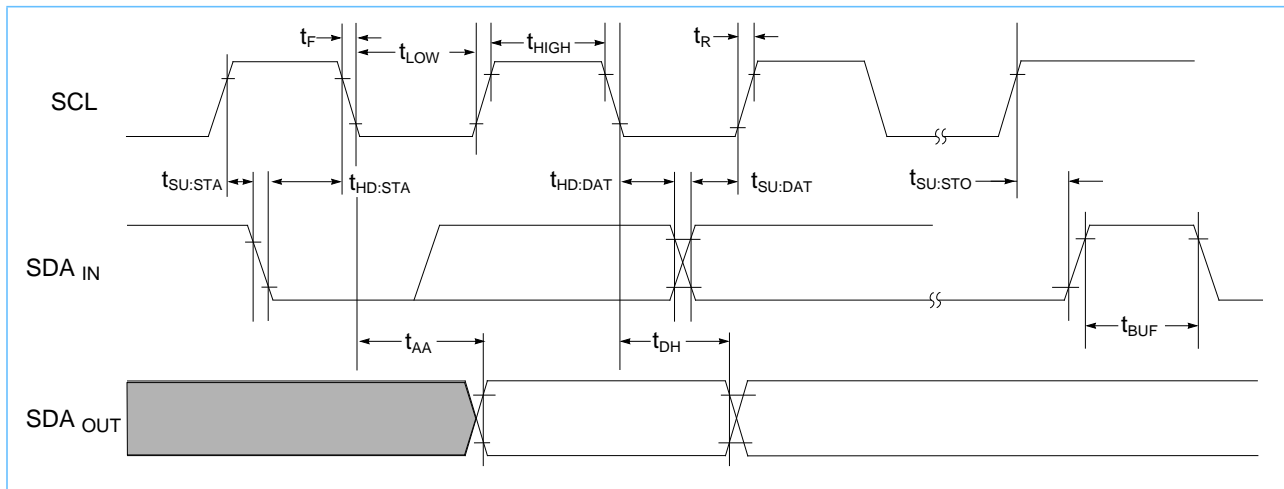 tF
tLOW
tHIGH
tR
SCL
tSU:STA
tHD:STA
tHD:DAT
tSU:DAT
tSU:STO
SDA IN
tBUF
tAA
tDH
SDA OUT